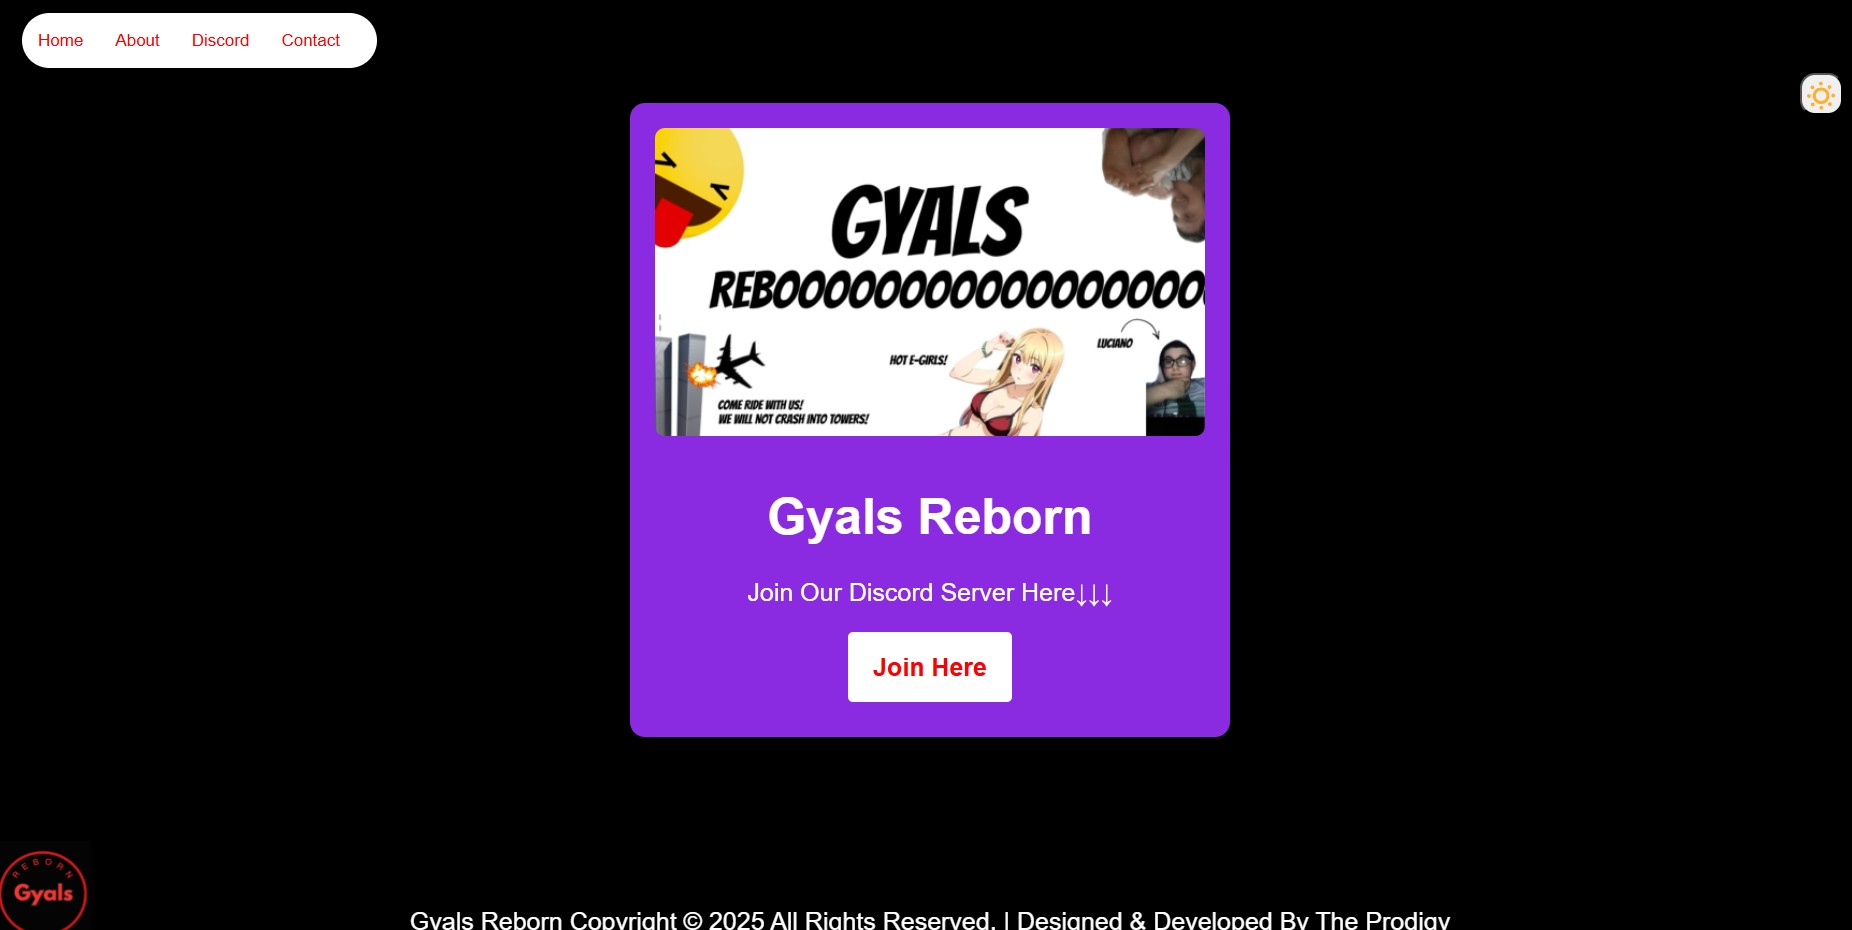 Home About Discord Contact
GYALS
REBOOOOOOOOOOOOOOOOO
HOT E-GIRLS!
LUCIANO
COME RIDE WITH US!
WE WILL NOT CRASH INTO TOWERS!
Gyals Reborn
Join Our Discord Server Here↓↓↓
Join Here
REBORN
Gyals
Gyals Reborn Copyright © 2025 All Rights Reserved. | Designed & Developed By The Prodigy